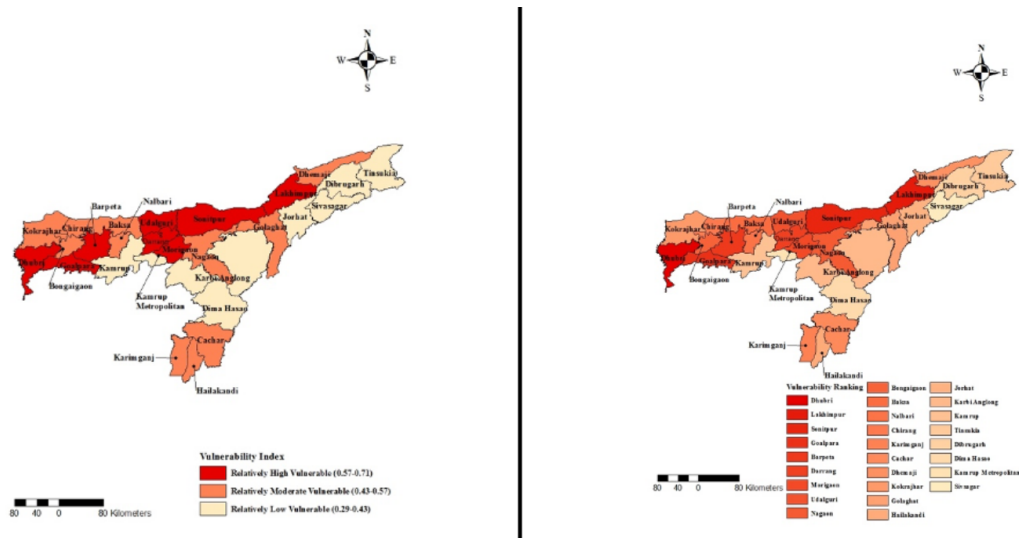 N
W E
S
Dhemaji
Tinsukia
Dibrugarh
Lakhimpur
Sivasagar
Nalbari
Barpeta
Jorhat
Udalguri
Sonitpur
Baksa
Chirang
Kokrajhar
Golaghat
Darrang
Morigaon
Dhubri
Goalpara
Nagaon
Kamrup
Karbi Anglong
Bongaigaon
Kamrup
Metropolitan
Dima Hasao
Cachar
Karimganj
Hailakandi
Vulnerability Index
Relatively High Vulnerable (0.57-0.71)
Relatively Moderate Vulnerable (0.43-0.57)
Relatively Low Vulnerable (0.29-0.43)
80 40 0 80 Kilometers
N
W E
S
Dhemaji
Tinsukia
Dibrugarh
Lakhimpur
Sivasagar
Nalbari
Barpeta
Jorhat
Udalguri
Sonitpur
Baksa
Chirang
Kokrajhar
Golaghat
Darrang
Morigaon
Dhubri
Goalpara
Nagaon
Kamrup
Karbi Anglong
Bongaigaon
Kamrup
Metropolitan
Dima Hasao
Cachar
Karimganj
Hailakandi
Vulnerability Ranking
Dhubri
Lakhimpur
Sonitpur
Goalpara
Barpeta
Darrang
Morigaon
Udalguri
Nagaon
Bongaigaon
Baksa
Nalbari
Chirang
Karimganj
Cachar
Dhemaji
Kokrajhar
Golaghat
Hailakandi
Jorhat
Karbi Anglong
Kamrup
Tinsukia
Dibrugarh
Dima Hasao
Kamrup Metropolitan
Sivsagar
80 40 0 80 Kilometers